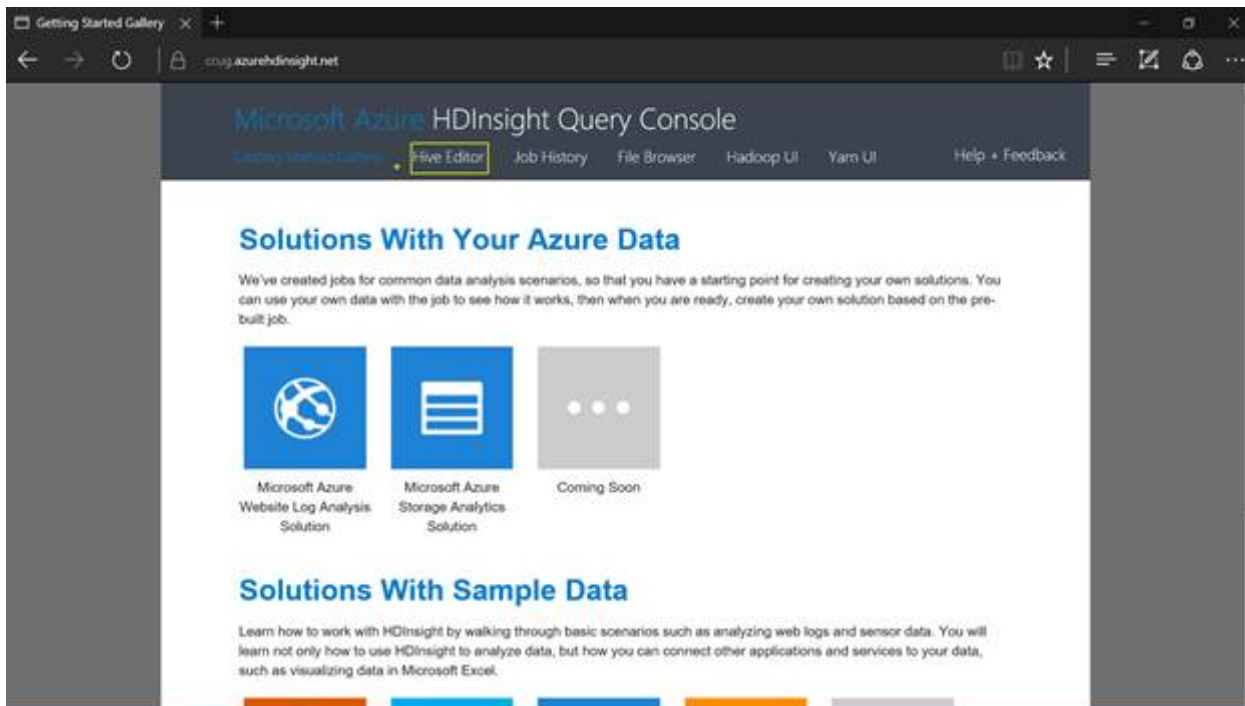 Getting Started Gallery
ccug.azurehdinsight.net
Microsoft Azure HDInsight Query Console
Getting Started Gallery Hive Editor Job History File Browser Hadoop UI Yarn UI Help + Feedback
Solutions With Your Azure Data
We've created jobs for common data analysis scenarios, so that you have a starting point for creating your own solutions. You
can use your own data with the job to see how it works, then when you are ready, create your own solution based on the pre-
built job.
Microsoft Azure
Website Log Analysis
Solution
Microsoft Azure
Storage Analytics
Solution
Coming Soon
Solutions With Sample Data
Learn how to work with HDInsight by walking through basic scenarios such as analyzing web logs and sensor data. You will
learn not only how to use HDInsight to analyze data, but how you can connect other applications and services to your data,
such as visualizing data in Microsoft Excel.